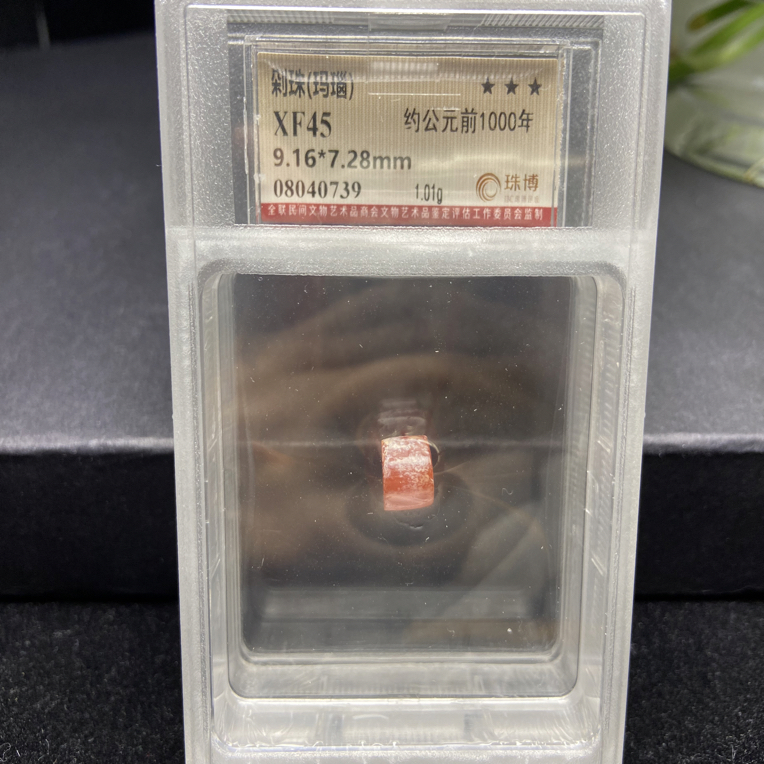 剁珠(玛瑙) ★★★
XF45 约公元前1000年
9.16*7.28mm
08040739 1.01g 珠博
全联民间文物艺术品商会文物艺术品鉴定评估工作委员会监制